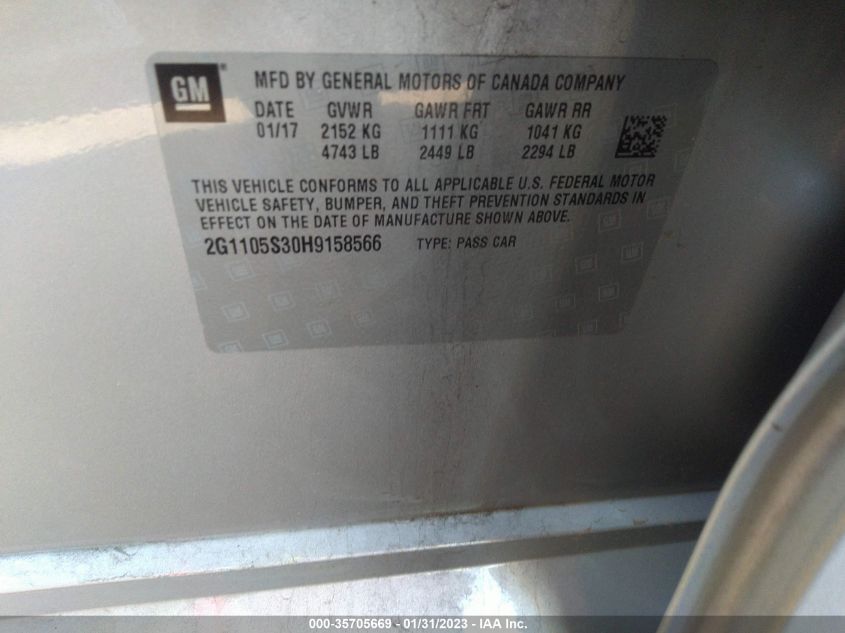 GM
MFD BY GENERAL MOTORS OF CANADA COMPANY
DATE GVWR GAWR FRT GAWR RR
01/17 2152 KG 1111 KG 1041 KG
4743 LB 2449 LB 2294 LB
THIS VEHICLE CONFORMS TO ALL APPLICABLE U.S. FEDERAL MOTOR
VEHICLE SAFETY, BUMPER, AND THEFT PREVENTION STANDARDS IN
EFFECT ON THE DATE OF MANUFACTURE SHOWN ABOVE.
2G1105S30H9158566 TYPE: PASS CAR
000-35705669 - 01/31/2023 - IAA Inc.